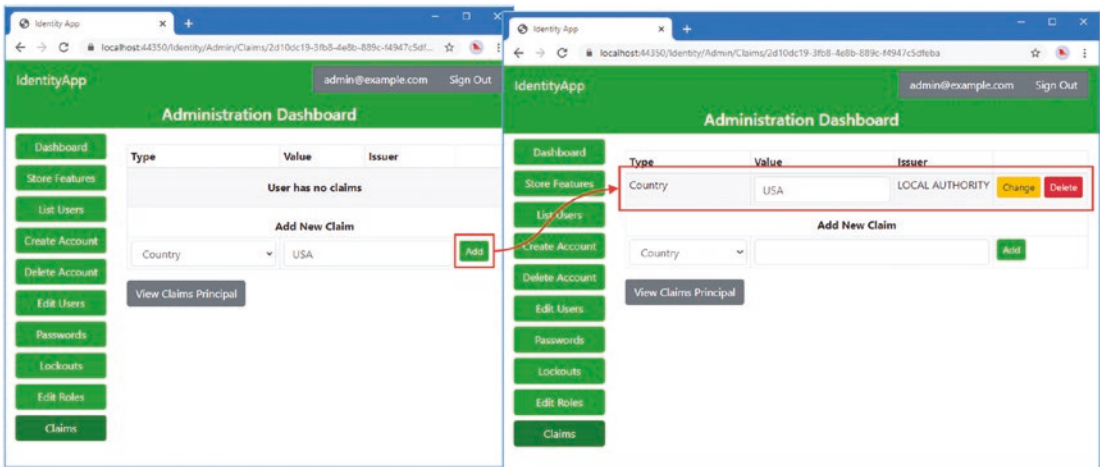 Identity App
localhost:44350/Identity/Admin/Claims/2d10dc19-3fb8-4e8b-889c-f4947c5df...
IdentityApp
admin@example.com
Sign Out
Administration Dashboard
Dashboard
Store Features
List Users
Create Account
Delete Account
Edit Users
Passwords
Lockouts
Edit Roles
Claims
Type Value Issuer
User has no claims
Add New Claim
Country USA Add
View Claims Principal
Identity App
localhost:44350/Identity/Admin/Claims/2d10dc19-3fb8-4e8b-889c-f4947c5dfeba
IdentityApp
admin@example.com
Sign Out
Administration Dashboard
Dashboard
Store Features
List Users
Create Account
Delete Account
Edit Users
Passwords
Lockouts
Edit Roles
Claims
Type Value Issuer
Country USA LOCAL AUTHORITY Change Delete
Add New Claim
Country Add
View Claims Principal